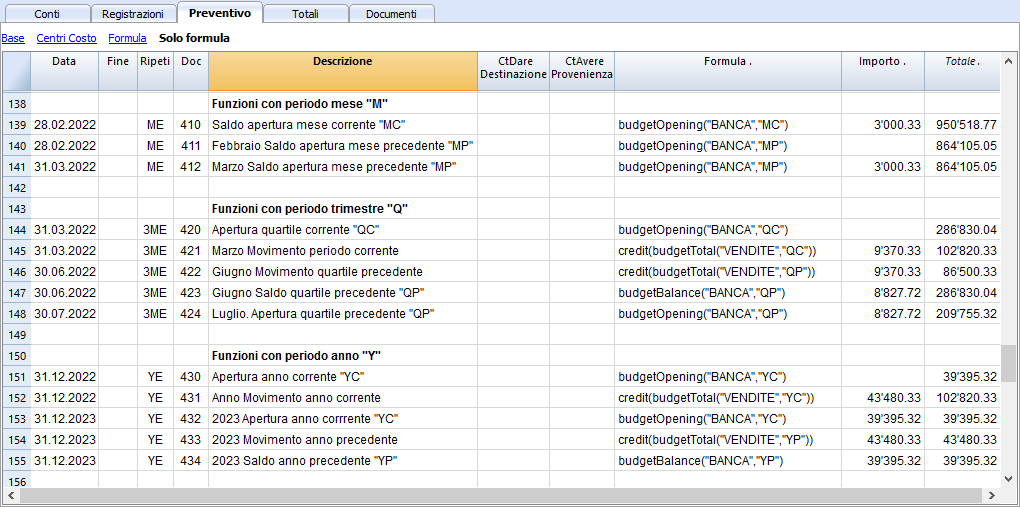 Conti Registrazioni Preventivo Totali Documenti
Base Centri Costo Formula Solo formula
Data Fine Ripeti Doc Descrizione CtDare Destinazione CtAvere Provenienza Formula . Importo . Totale .
138 Funzioni con periodo mese "M"
139 28.02.2022 ME 410 Saldo apertura mese corrente "MC" budgetOpening("BANCA","MC") 3'000.33 950'518.77
140 28.02.2022 ME 411 Febbraio Saldo apertura mese precedente "MP" budgetOpening("BANCA","MP") 864'105.05
141 31.03.2022 ME 412 Marzo Saldo apertura mese precedente "MP" budgetOpening("BANCA","MP") 3'000.33 864'105.05
142
143 Funzioni con periodo trimestre "Q"
144 31.03.2022 3ME 420 Apertura quartile corrente "QC" budgetOpening("BANCA","QC") 286'830.04
145 31.03.2022 3ME 421 Marzo Movimento periodo corrente credit(budgetTotal("VENDITE","QC")) 9'370.33 102'820.33
146 30.06.2022 3ME 422 Giugno Movimento quartile precedente credit(budgetTotal("VENDITE","QP")) 9'370.33 86'500.33
147 30.06.2022 3ME 423 Giugno Saldo quartile precedente "QP" budgetBalance("BANCA","QP") 8'827.72 286'830.04
148 30.07.2022 3ME 424 Luglio. Apertura quartile precedente "QP" budgetOpening("BANCA","QP") 8'827.72 209'755.32
149
150 Funzioni con periodo anno "Y"
151 31.12.2022 YE 430 Apertura anno corrente "YC" budgetOpening("BANCA","YC") 39'395.32
152 31.12.2022 YE 431 Anno Movimento anno corrente credit(budgetTotal("VENDITE","YC")) 43'480.33 102'820.33
153 31.12.2023 YE 432 2023 Apertura anno corrrente "YC" budgetOpening("BANCA","YC") 39'395.32 39'395.32
154 31.12.2023 YE 433 2023 Movimento anno precedente credit(budgetTotal("VENDITE","YP")) 43'480.33 43'480.33
155 31.12.2023 YE 434 2023 Saldo anno precedente "YP" budgetBalance("BANCA","YP") 39'395.32 39'395.32
156